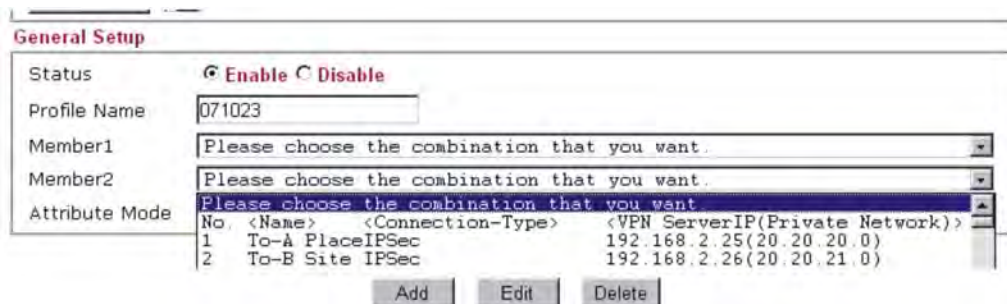 General Setup
Status Enable Disable
Profile Name 071023
Member1 Please choose the combination that you want.
Member2 Please choose the combination that you want.
Please choose the combination that you want.
Attribute Mode
No. <Name> <Connection-Type> <VPN ServerIP(Private Network)>
1 To-A PlaceIPSec 192.168.2.25(20.20.20.0)
2 To-B Site IPSec 192.168.2.26(20.20.21.0)
Add Edit Delete